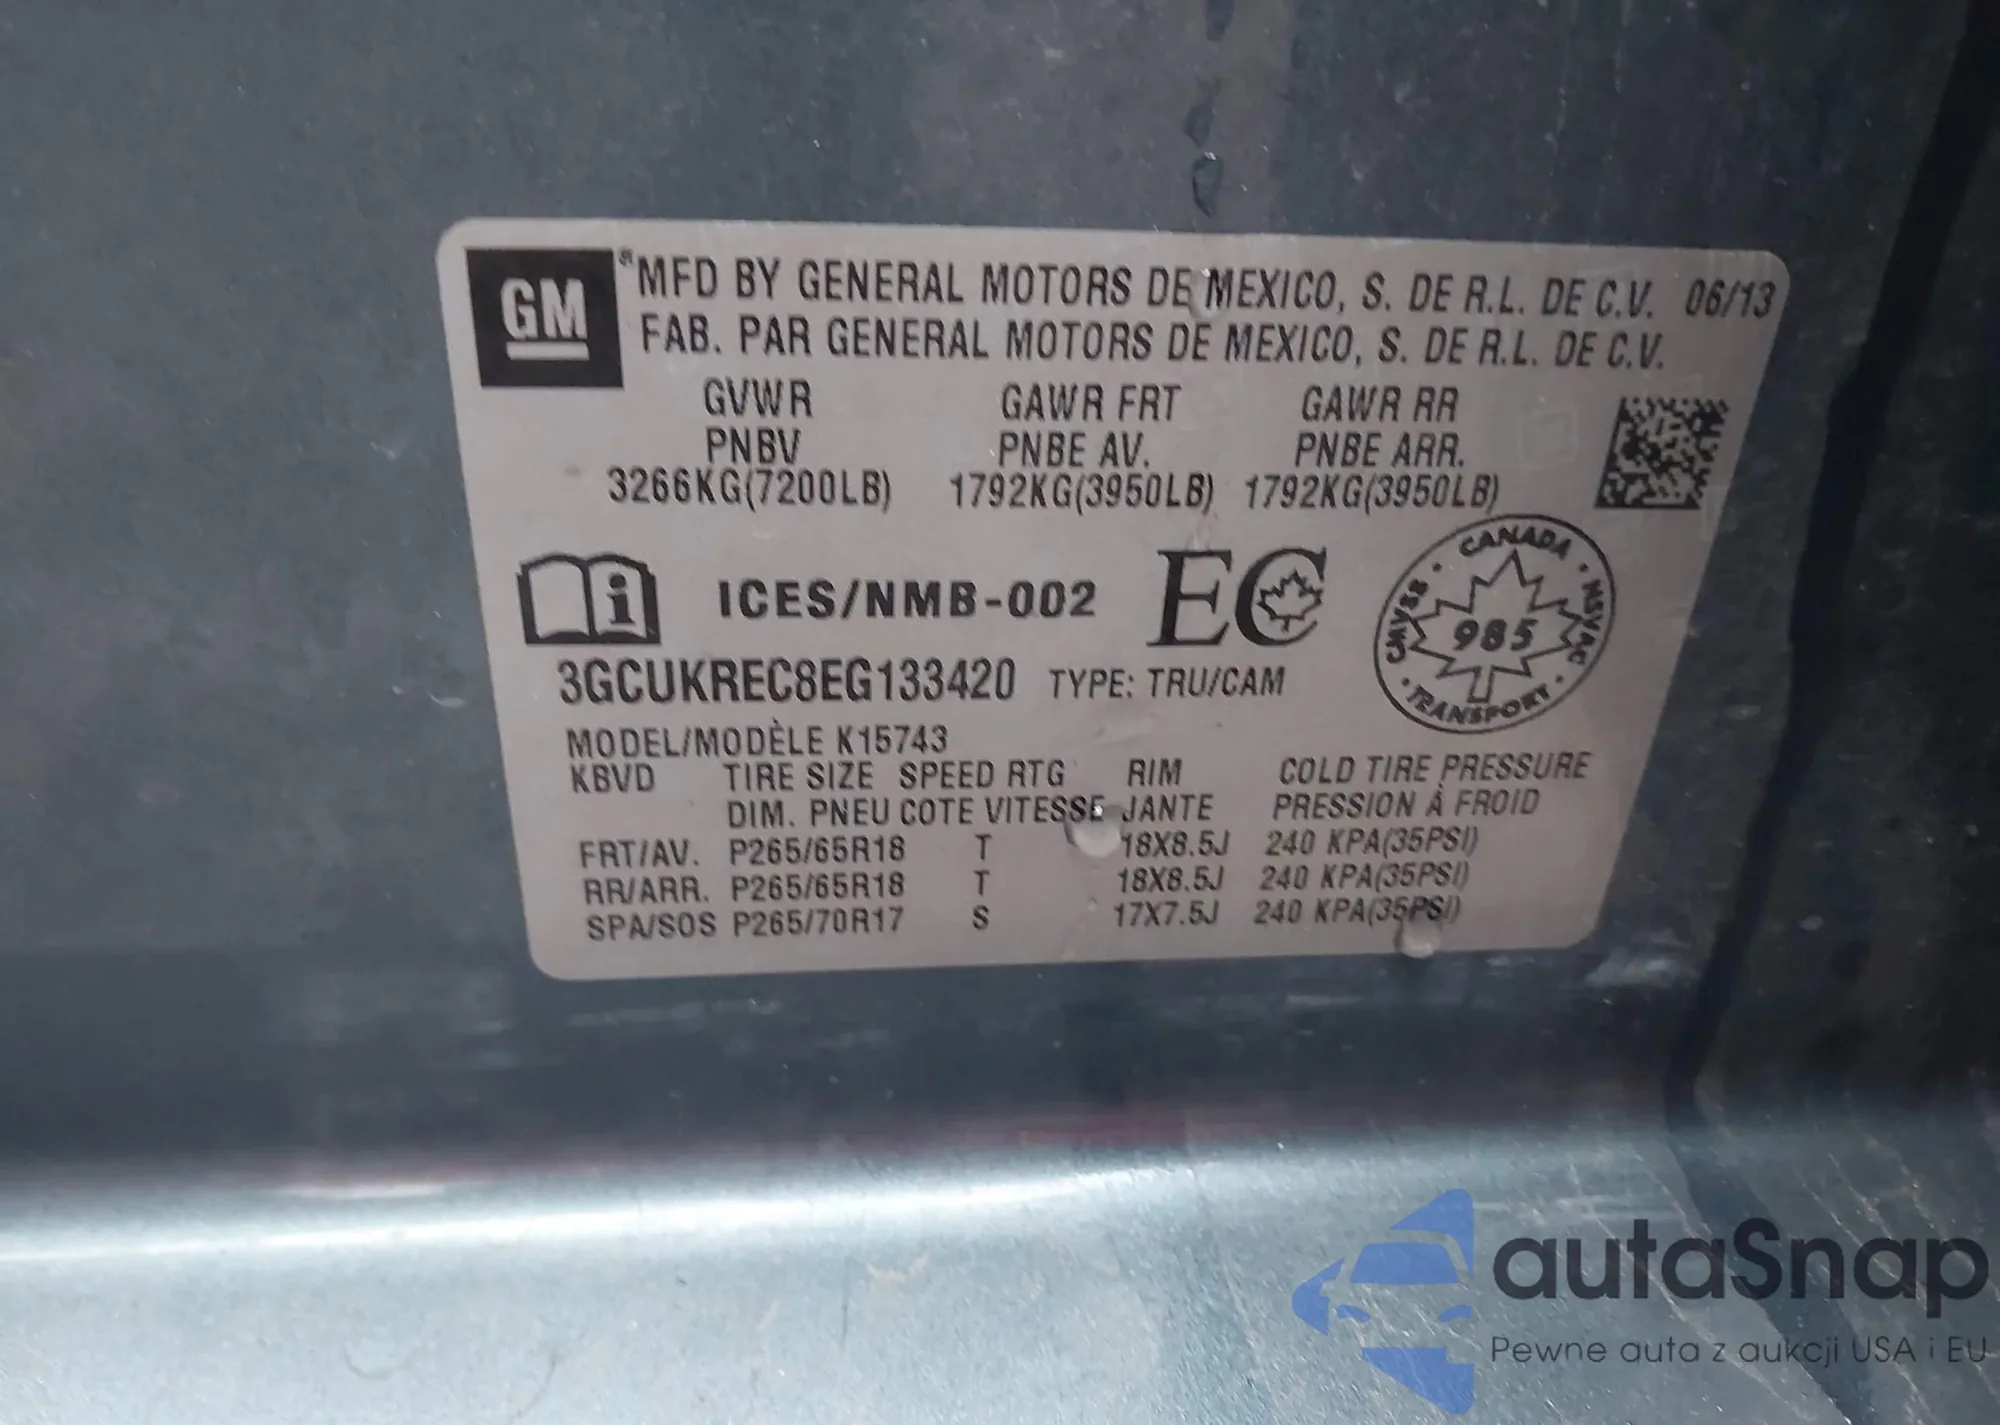 GM
® MFD BY GENERAL MOTORS DE MEXICO, S. DE R.L. DE C.V. 06/13
FAB. PAR GENERAL MOTORS DE MEXICO, S. DE R.L. DE C.V.
GVWR GAWR FRT GAWR RR
PNBV PNBE AV. PNBE ARR.
3266KG(7200LB) 1792KG(3950LB) 1792KG(3950LB)
i ICES/NMB-002 EC
CANADA · NSVAC · TRANSPORT · CMVSS ·
985
3GCUKREC8EG133420 TYPE: TRU/CAM
MODEL/MODÈLE K15743
KBVD TIRE SIZE SPEED RTG RIM COLD TIRE PRESSURE
DIM. PNEU COTE VITESSE JANTE PRESSION À FROID
FRT/AV. P265/65R18 T 18X8.5J 240 KPA(35PSI)
RR/ARR. P265/65R18 T 18X8.5J 240 KPA(35PSI)
SPA/SOS P265/70R17 S 17X7.5J 240 KPA(35PSI)
autaSnap
Pewne auta z aukcji USA i EU